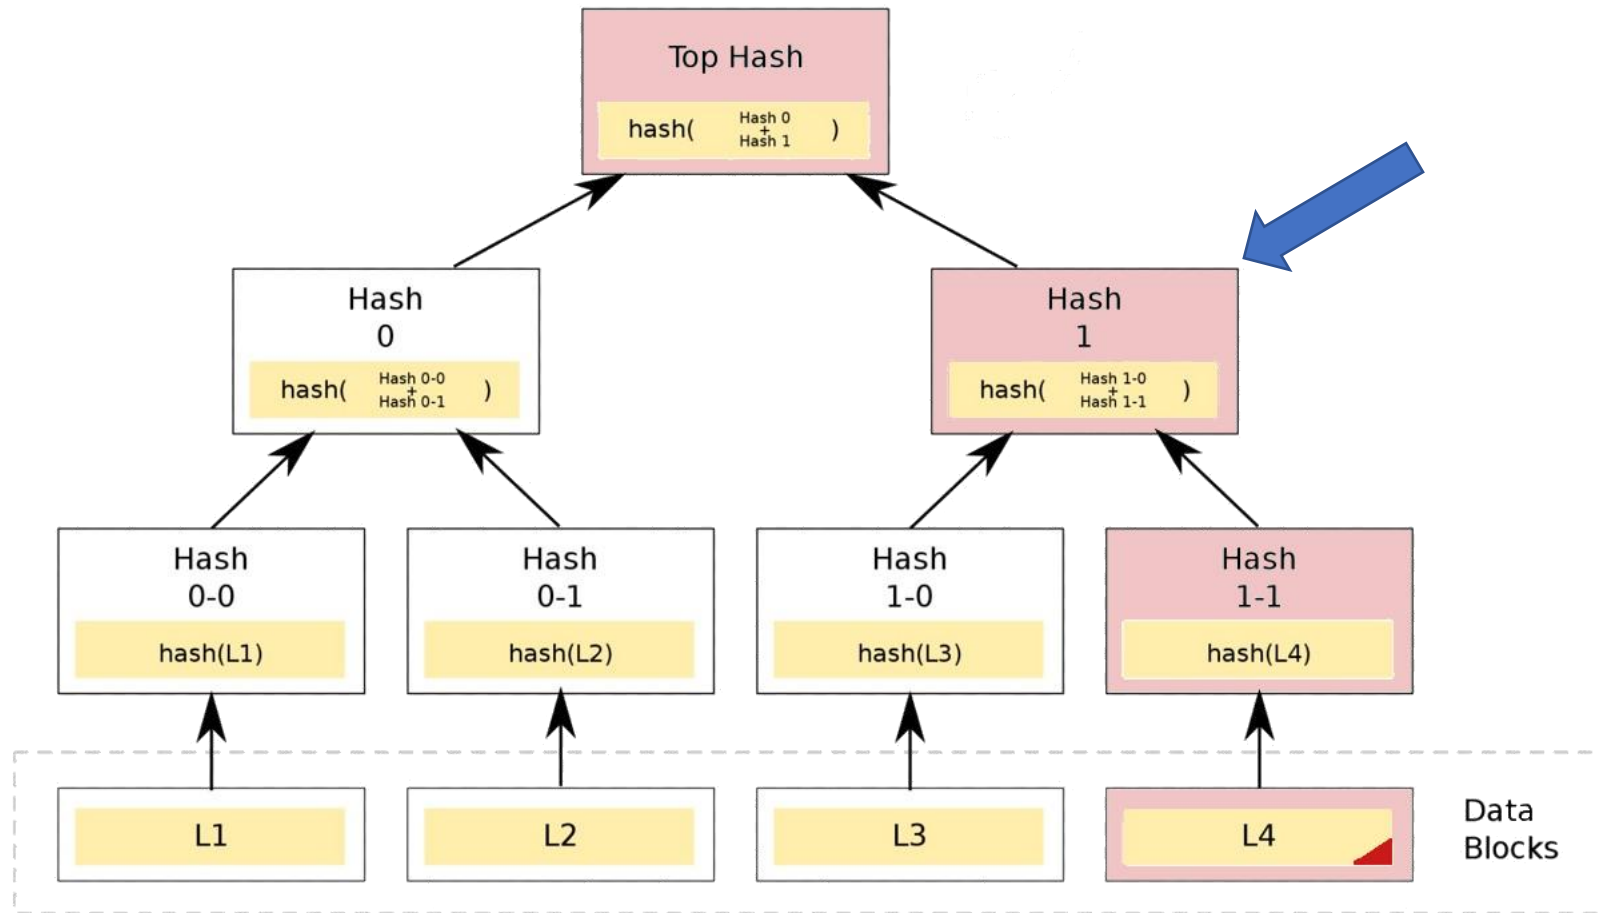 Top Hash
hash( Hash 0 + Hash 1 )
Hash
0
hash( Hash 0-0 + Hash 0-1 )
Hash
1
hash( Hash 1-0 + Hash 1-1 )
Hash
0-0
hash(L1)
Hash
0-1
hash(L2)
Hash
1-0
hash(L3)
Hash
1-1
hash(L4)
L1
L2
L3
L4
Data
Blocks